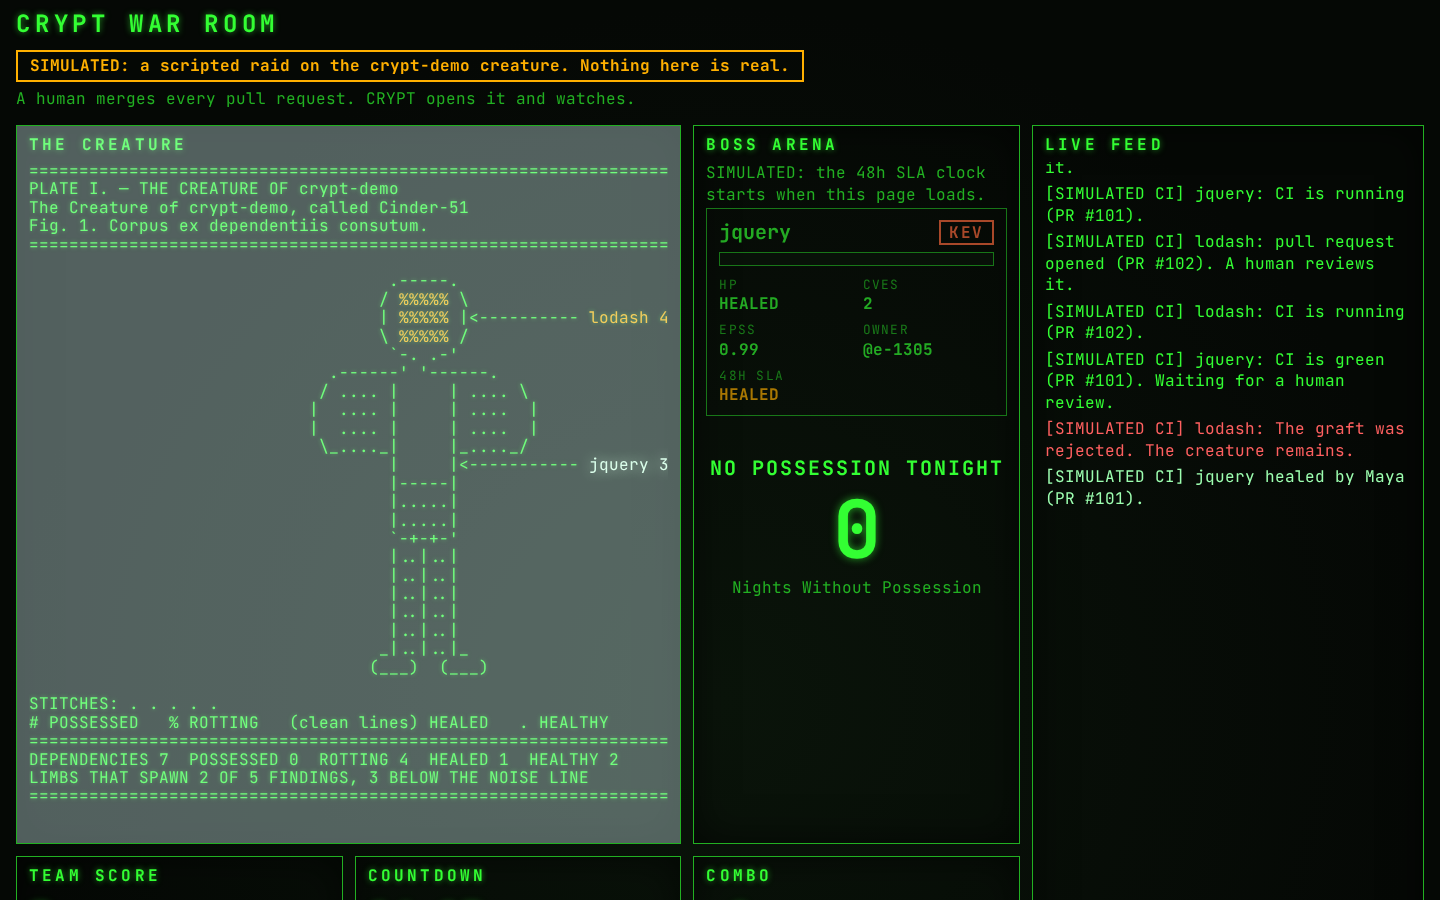 CRYPT WAR ROOM
SIMULATED: a scripted raid on the crypt-demo creature. Nothing here is real.
A human merges every pull request. CRYPT opens it and watches.
THE CREATURE
================================================================
PLATE I. — THE CREATURE OF crypt-demo
The Creature of crypt-demo, called Cinder-51
Fig. 1. Corpus ex dependentiis consutum.
================================================================
.-----.
/ %%%%% \
| %%%%% |<---------- lodash 4
\ %%%%% /
`-. .-'
.------' '------.
/ .... |     | .... \
|  .... |     | ....  |
|  .... |     | ....  |
\_...._|     |_...._/
|     |<----------- jquery 3
|-----|
|.....|
|.....|
`-+-+-'
|..|..|
|..|..|
|..|..|
|..|..|
|..|..|
_|..|..|_
(___)  (___)
STITCHES: . . . . .
# POSSESSED   % ROTTING   (clean lines) HEALED   . HEALTHY
================================================================
DEPENDENCIES 7  POSSESSED 0  ROTTING 4  HEALED 1  HEALTHY 2
LIMBS THAT SPAWN 2 OF 5 FINDINGS, 3 BELOW THE NOISE LINE
================================================================
BOSS ARENA
SIMULATED: the 48h SLA clock
starts when this page loads.
jquery
KEV
HP
HEALED
CVES
2
EPSS
0.99
OWNER
@e-1305
48H SLA
HEALED
NO POSSESSION TONIGHT
0
Nights Without Possession
LIVE FEED
it.
[SIMULATED CI] jquery: CI is running
(PR #101).
[SIMULATED CI] lodash: pull request
opened (PR #102). A human reviews
it.
[SIMULATED CI] lodash: CI is running
(PR #102).
[SIMULATED CI] jquery: CI is green
(PR #101). Waiting for a human
review.
[SIMULATED CI] lodash: The graft was
rejected. The creature remains.
[SIMULATED CI] jquery healed by Maya
(PR #101).
TEAM SCORE
COUNTDOWN
COMBO